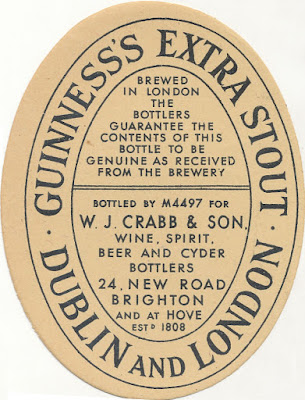 · GUINNESS'S EXTRA STOUT ·
BREWED
IN LONDON
THE
BOTTLERS
GUARANTEE THE
CONTENTS OF THIS
BOTTLE TO BE
GENUINE AS RECEIVED
FROM THE BREWERY
BOTTLED BY M4497 FOR
W. J. CRABB & SON,
WINE, SPIRIT,
BEER AND CYDER
BOTTLERS
24, NEW ROAD
BRIGHTON
AND AT HOVE
ESTD 1808
DUBLIN AND LONDON